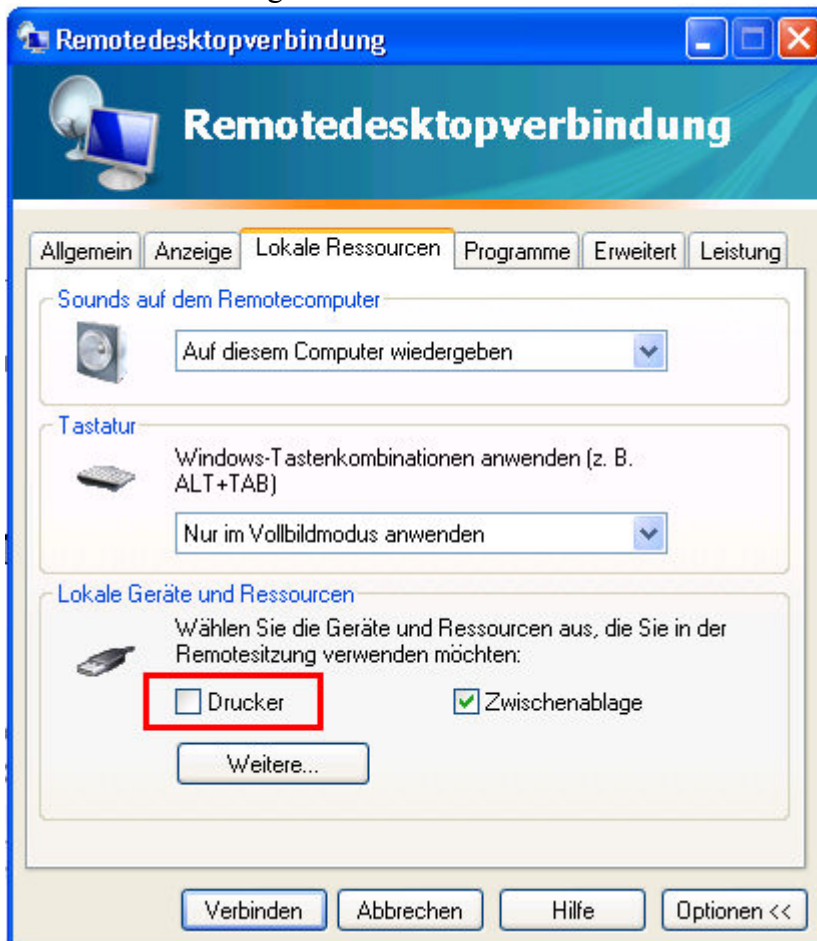 Remotedesktopverbindung
Remotedesktopverbindung
Allgemein Anzeige Lokale Ressourcen Programme Erweitert Leistung
Sounds auf dem Remotecomputer
Auf diesem Computer wiedergeben
Tastatur
Windows-Tastenkombinationen anwenden (z. B.
ALT+TAB)
Nur im Vollbildmodus anwenden
Lokale Geräte und Ressourcen
Wählen Sie die Geräte und Ressourcen aus, die Sie in der
Remotesitzung verwenden möchten:
Drucker Zwischenablage
Weitere...
Verbinden Abbrechen Hilfe Optionen <<